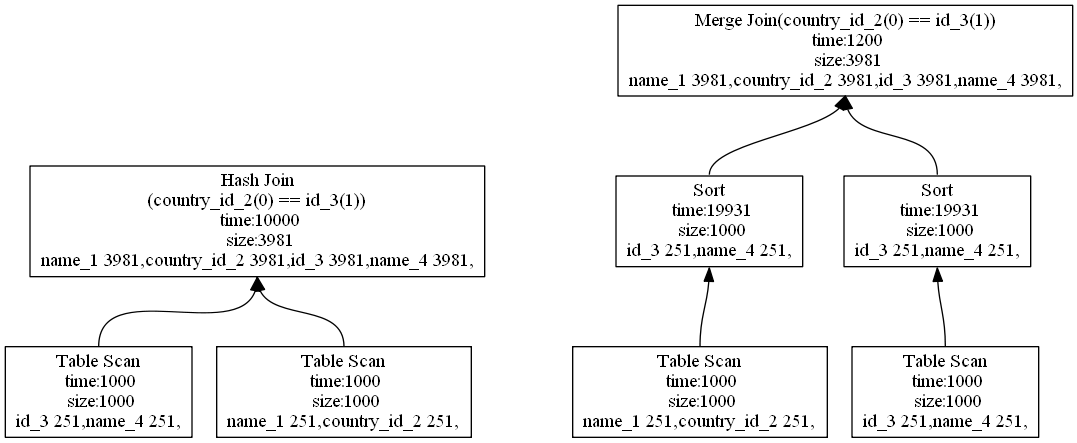 Merge Join(country_id_2(0) == id_3(1))
time:1200
size:3981
name_1 3981,country_id_2 3981,id_3 3981,name_4 3981,
Hash Join
(country_id_2(0) == id_3(1))
time:10000
size:3981
name_1 3981,country_id_2 3981,id_3 3981,name_4 3981,
Sort
time:19931
size:1000
id_3 251,name_4 251,
Sort
time:19931
size:1000
id_3 251,name_4 251,
Table Scan
time:1000
size:1000
id_3 251,name_4 251,
Table Scan
time:1000
size:1000
name_1 251,country_id_2 251,
Table Scan
time:1000
size:1000
name_1 251,country_id_2 251,
Table Scan
time:1000
size:1000
id_3 251,name_4 251,